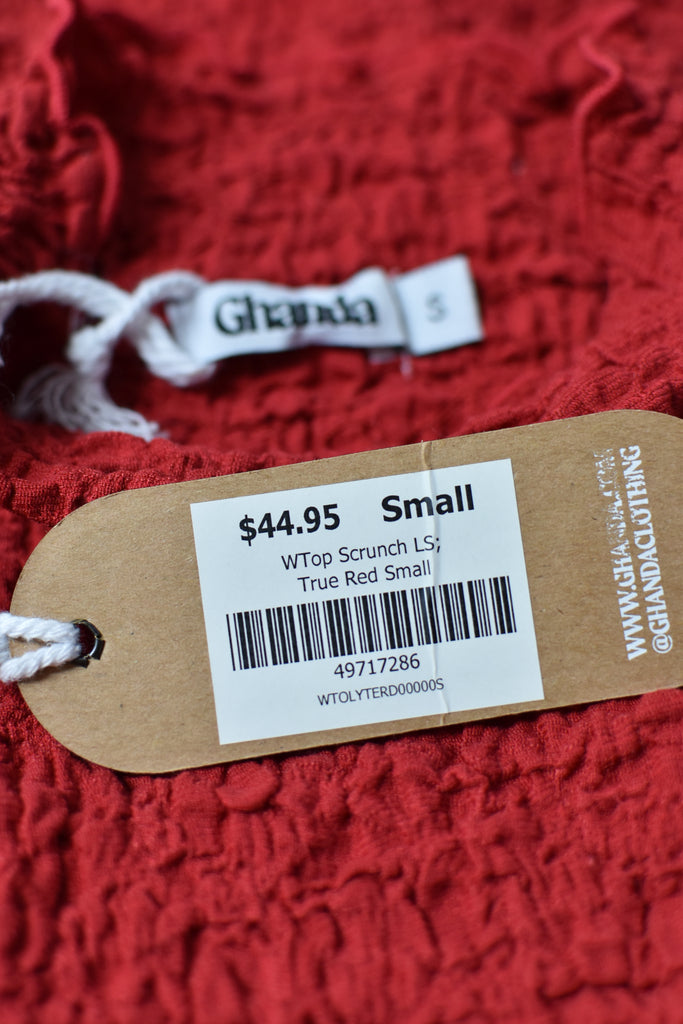 Ghanda
S
$44.95 Small
WTop Scrunch LS;
True Red Small
49717286
WTOLYTERD00000S
WWW.GHANDA.COM
@GHANDACLOTHING